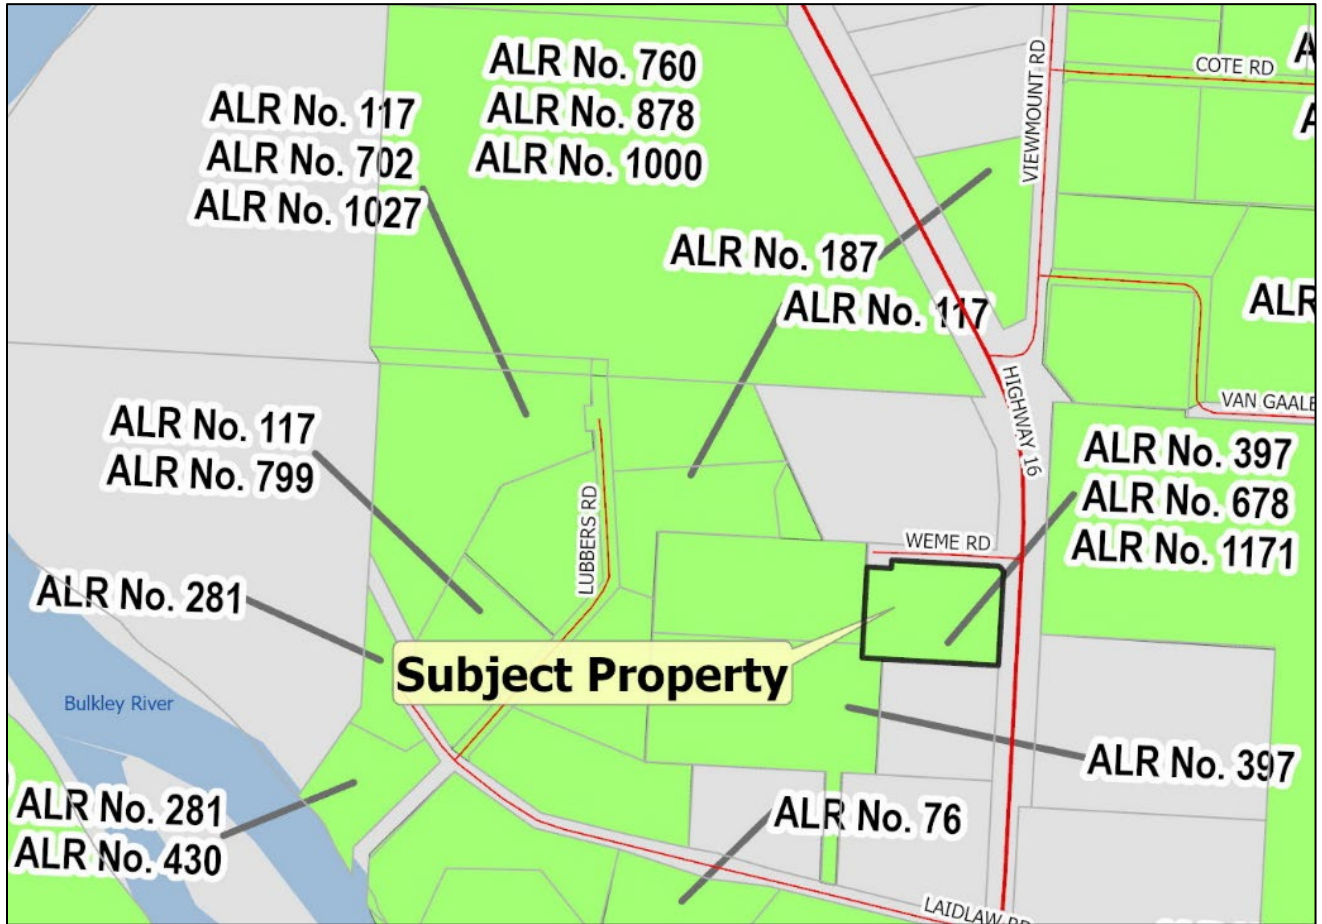 ALR No. 760
ALR No. 878
ALR No. 1000
ALR No. 117
ALR No. 702
ALR No. 1027
VIEWMOUNT RD
COTE RD
A
A
ALR No. 187
ALR No. 117
ALR
HIGHWAY 16
VAN GAALE
ALR No. 117
ALR No. 799
ALR No. 397
ALR No. 678
ALR No. 1171
LUBBERS RD
WEME RD
ALR No. 281
Subject Property
Bulkley River
ALR No. 397
ALR No. 281
ALR No. 430
ALR No. 76
LAIDLAW RD